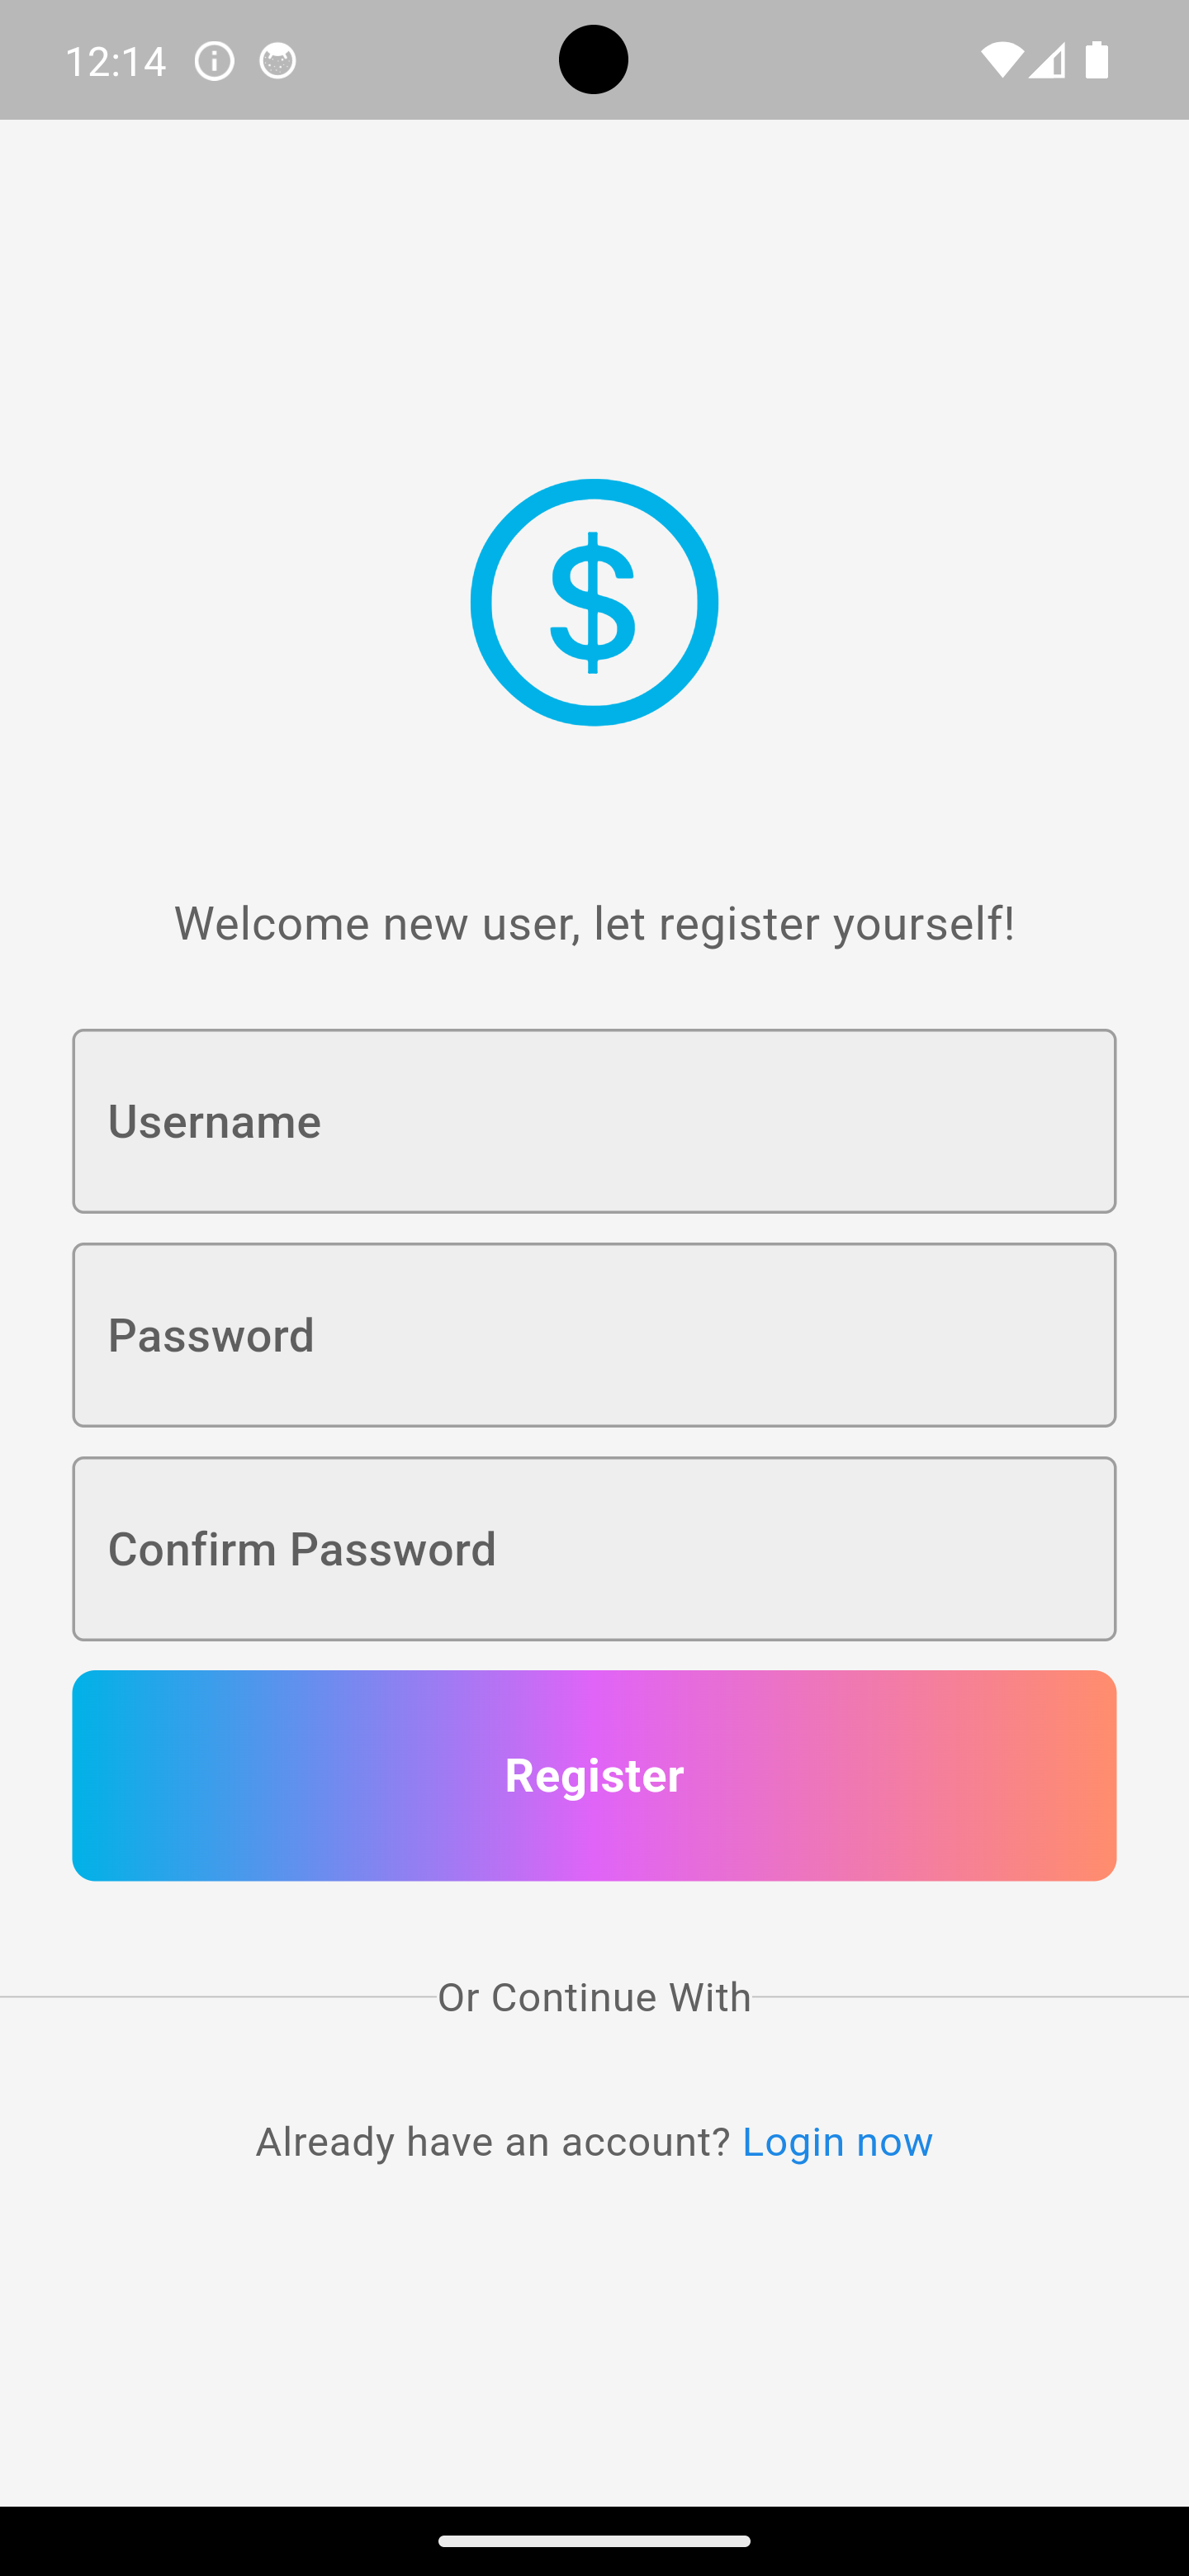 12:14
$
Welcome new user, let register yourself!
Username
Password
Confirm Password
Register
Or Continue With
Already have an account? Login now